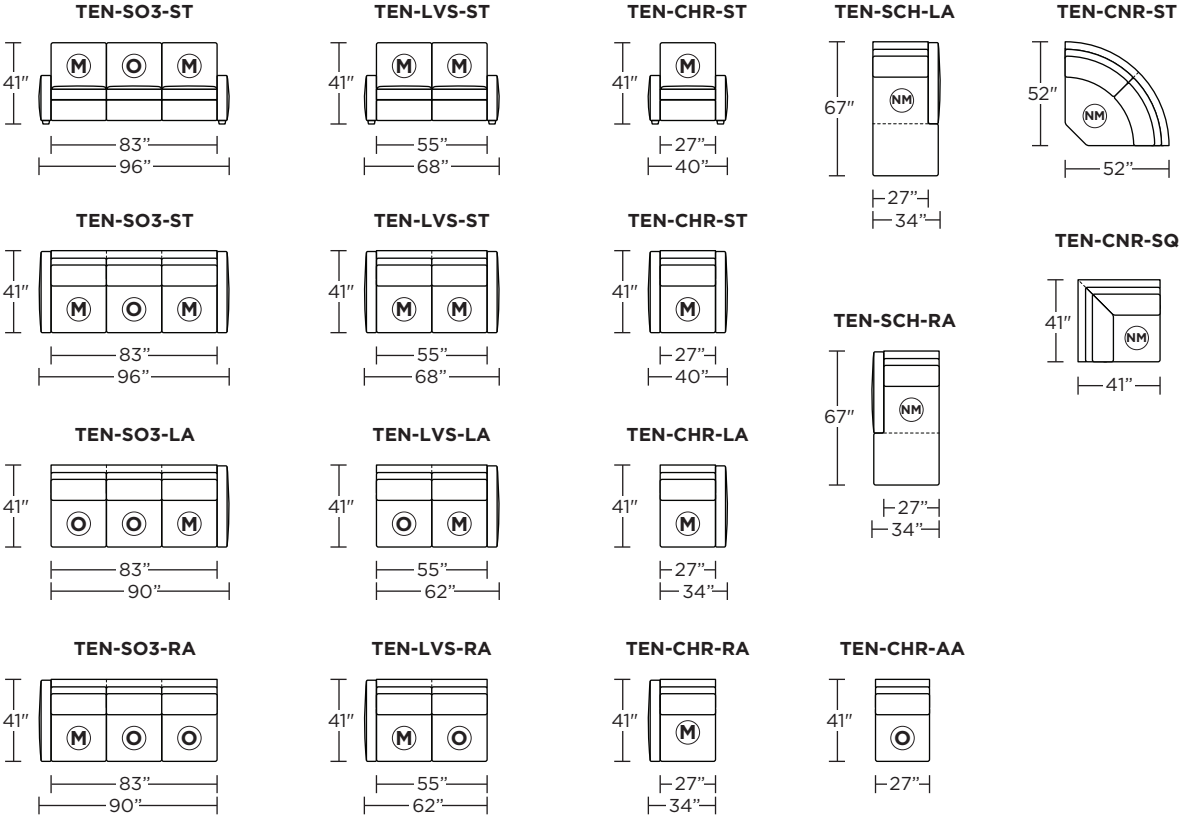 TEN-SO3-ST
41″
M O M
83”
96”
TEN-LVS-ST
41″
M M
55”
68”
TEN-CHR-ST
41″
M
27”
40”
TEN-SCH-LA
67″
NM
27”
34”
TEN-CNR-ST
52″
NM
52”
TEN-SO3-ST
41″
M O M
83”
96”
TEN-LVS-ST
41″
M M
55”
68”
TEN-CHR-ST
41″
M
27”
40”
TEN-CNR-SQ
41″
NM
41”
TEN-SCH-RA
67″
NM
27”
34”
TEN-SO3-LA
41″
O O M
83”
90”
TEN-LVS-LA
41″
O M
55”
62”
TEN-CHR-LA
41″
M
27”
34”
TEN-SO3-RA
41″
M O O
83”
90”
TEN-LVS-RA
41″
M O
55”
62”
TEN-CHR-RA
41″
M
27”
34”
TEN-CHR-AA
41″
O
27”